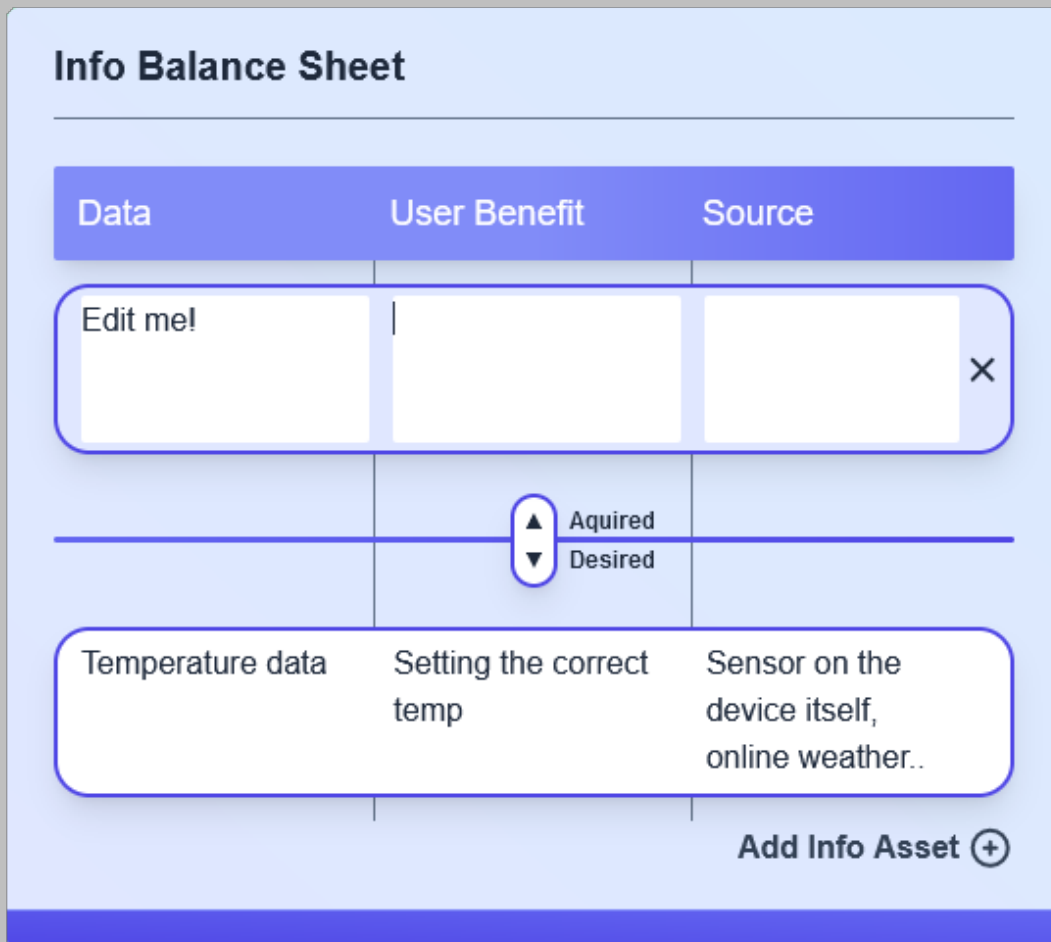 Info Balance Sheet
Data User Benefit Source
Edit me!
Aquired
Desired
Temperature data
Setting the correct
temp
Sensor on the
device itself,
online weather..
Add Info Asset